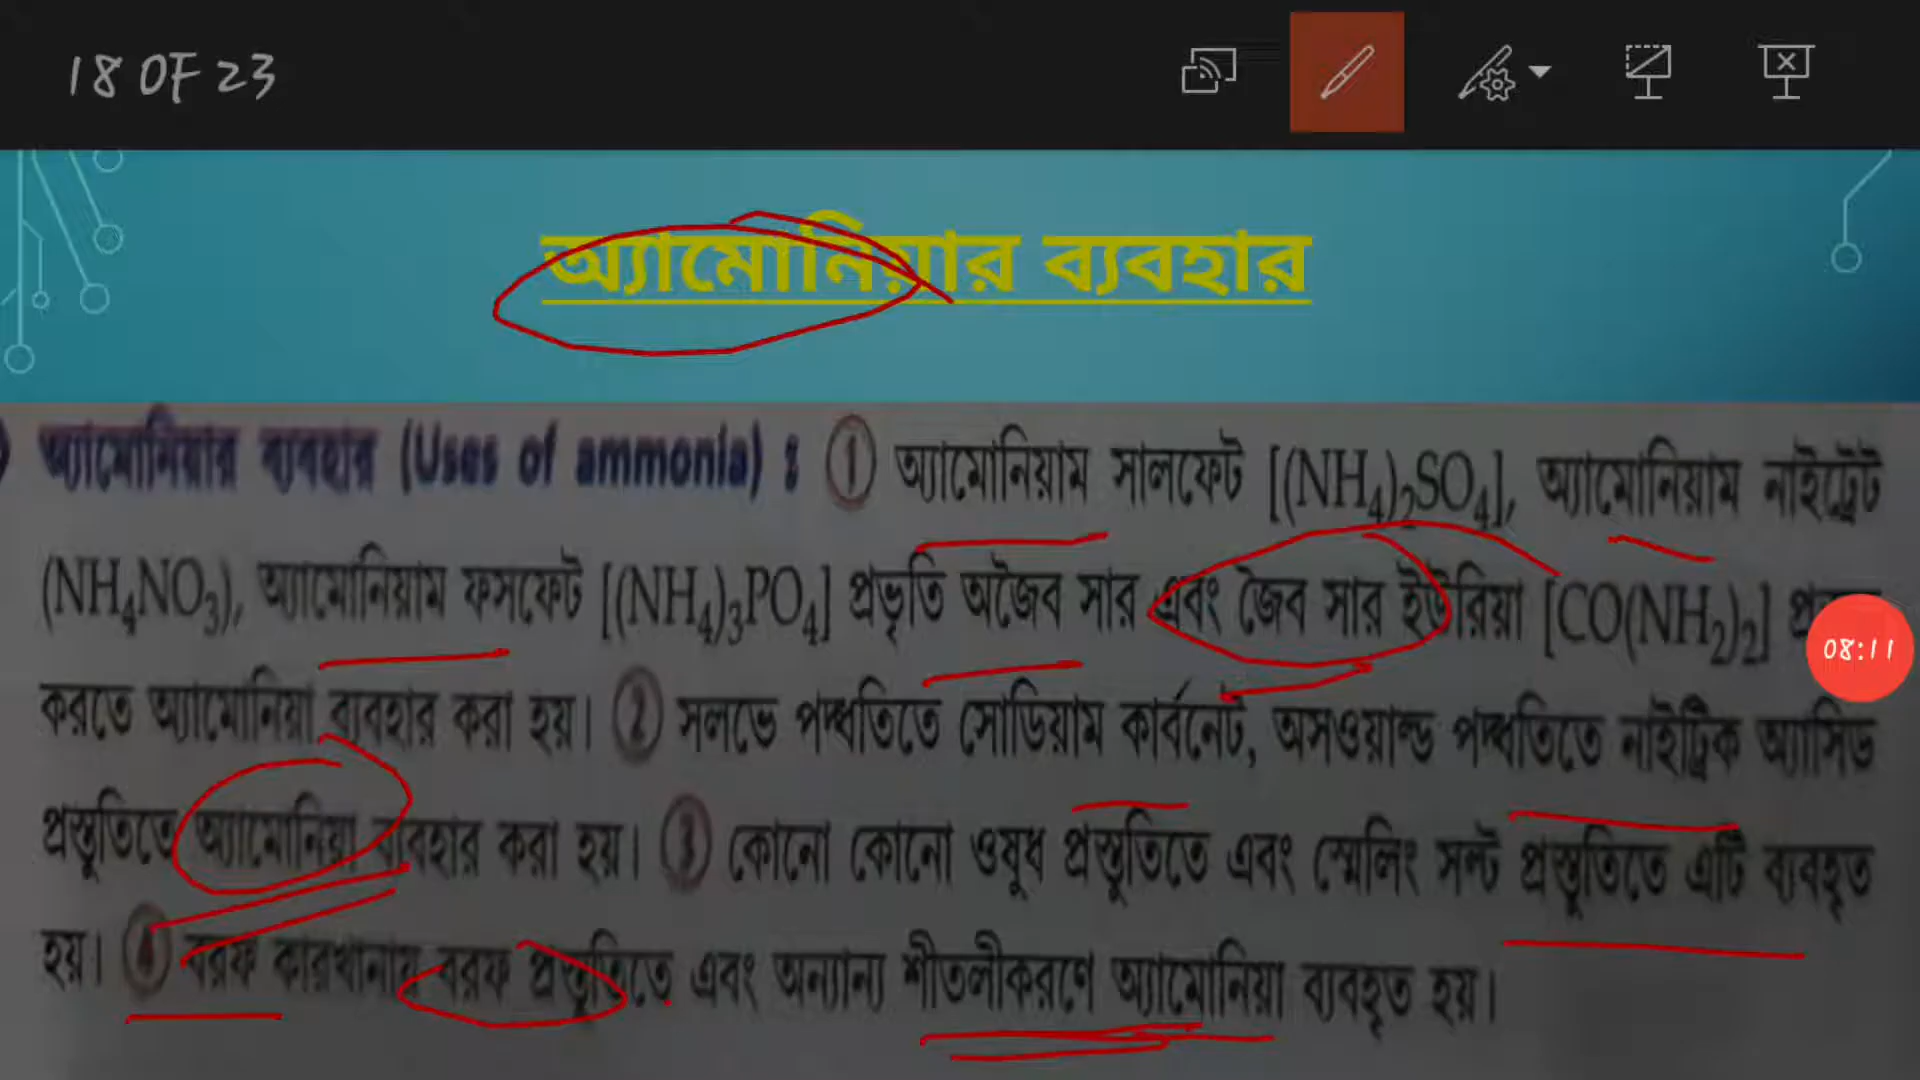 18 OF 23
অ্যামোনিয়ার ব্যবহার
অ্যামোনিয়ার ব্যবহার (Uses of ammonia) : ① অ্যামোনিয়াম সালফেট [(NH₄)₂SO₄], অ্যামোনিয়াম নাইট্রেট
(NH₄NO₃), অ্যামোনিয়াম ফসফেট [(NH₄)₃PO₄] প্রভৃতি অজৈব সার এবং জৈব সার ইউরিয়া [CO(NH₂)₂]
08:11
করতে অ্যামোনিয়া ব্যবহার করা হয়। ② সলভে পদ্ধতিতে সোডিয়াম কার্বনেট, অসওয়াল্ড পদ্ধতিতে নাইট্রিক অ্যাসিড
প্রস্তুতিতে অ্যামোনিয়া ব্যবহার করা হয়। ③ কোনো কোনো ওষুধ প্রস্তুতিতে এবং স্মেলিং সল্ট প্রস্তুতিতে এটি ব্যবহৃত
হয়। ④ বরফ কারখানায় বরফ প্রস্তুতিতে এবং অন্যান্য শীতলীকরণে অ্যামোনিয়া ব্যবহৃত হয়।